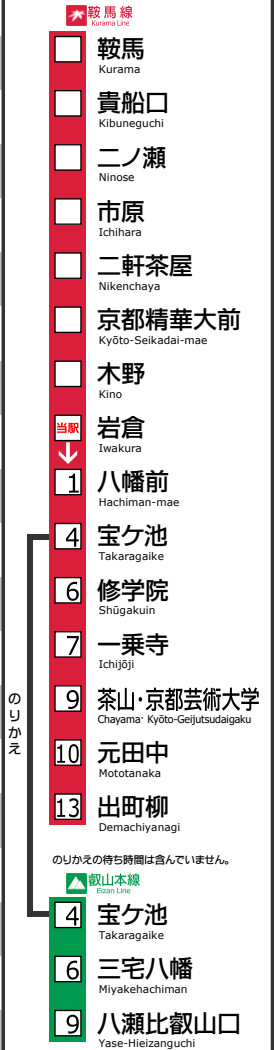 鞍馬線
Kurama Line
鞍馬
Kurama
貴船口
Kibuneguchi
二ノ瀬
Ninose
市原
Ichihara
二軒茶屋
Nikenchaya
京都精華大前
Kyōto-Seikadai-mae
木野
Kino
当駅 岩倉
Iwakura
1 八幡前
Hachiman-mae
4 宝ケ池
Takaragaike
6 修学院
Shūgakuin
7 一乗寺
Ichijōji
9 茶山・京都芸術大学
Chayama・Kyōto-Geijutsudaigaku
10 元田中
Mototanaka
13 出町柳
Demachiyanagi
のりかえ
のりかえの待ち時間は含んでいません。
叡山本線
Eizan Line
4 宝ケ池
Takaragaike
6 三宅八幡
Miyakehachiman
9 八瀬比叡山口
Yase-Hieizanguchi